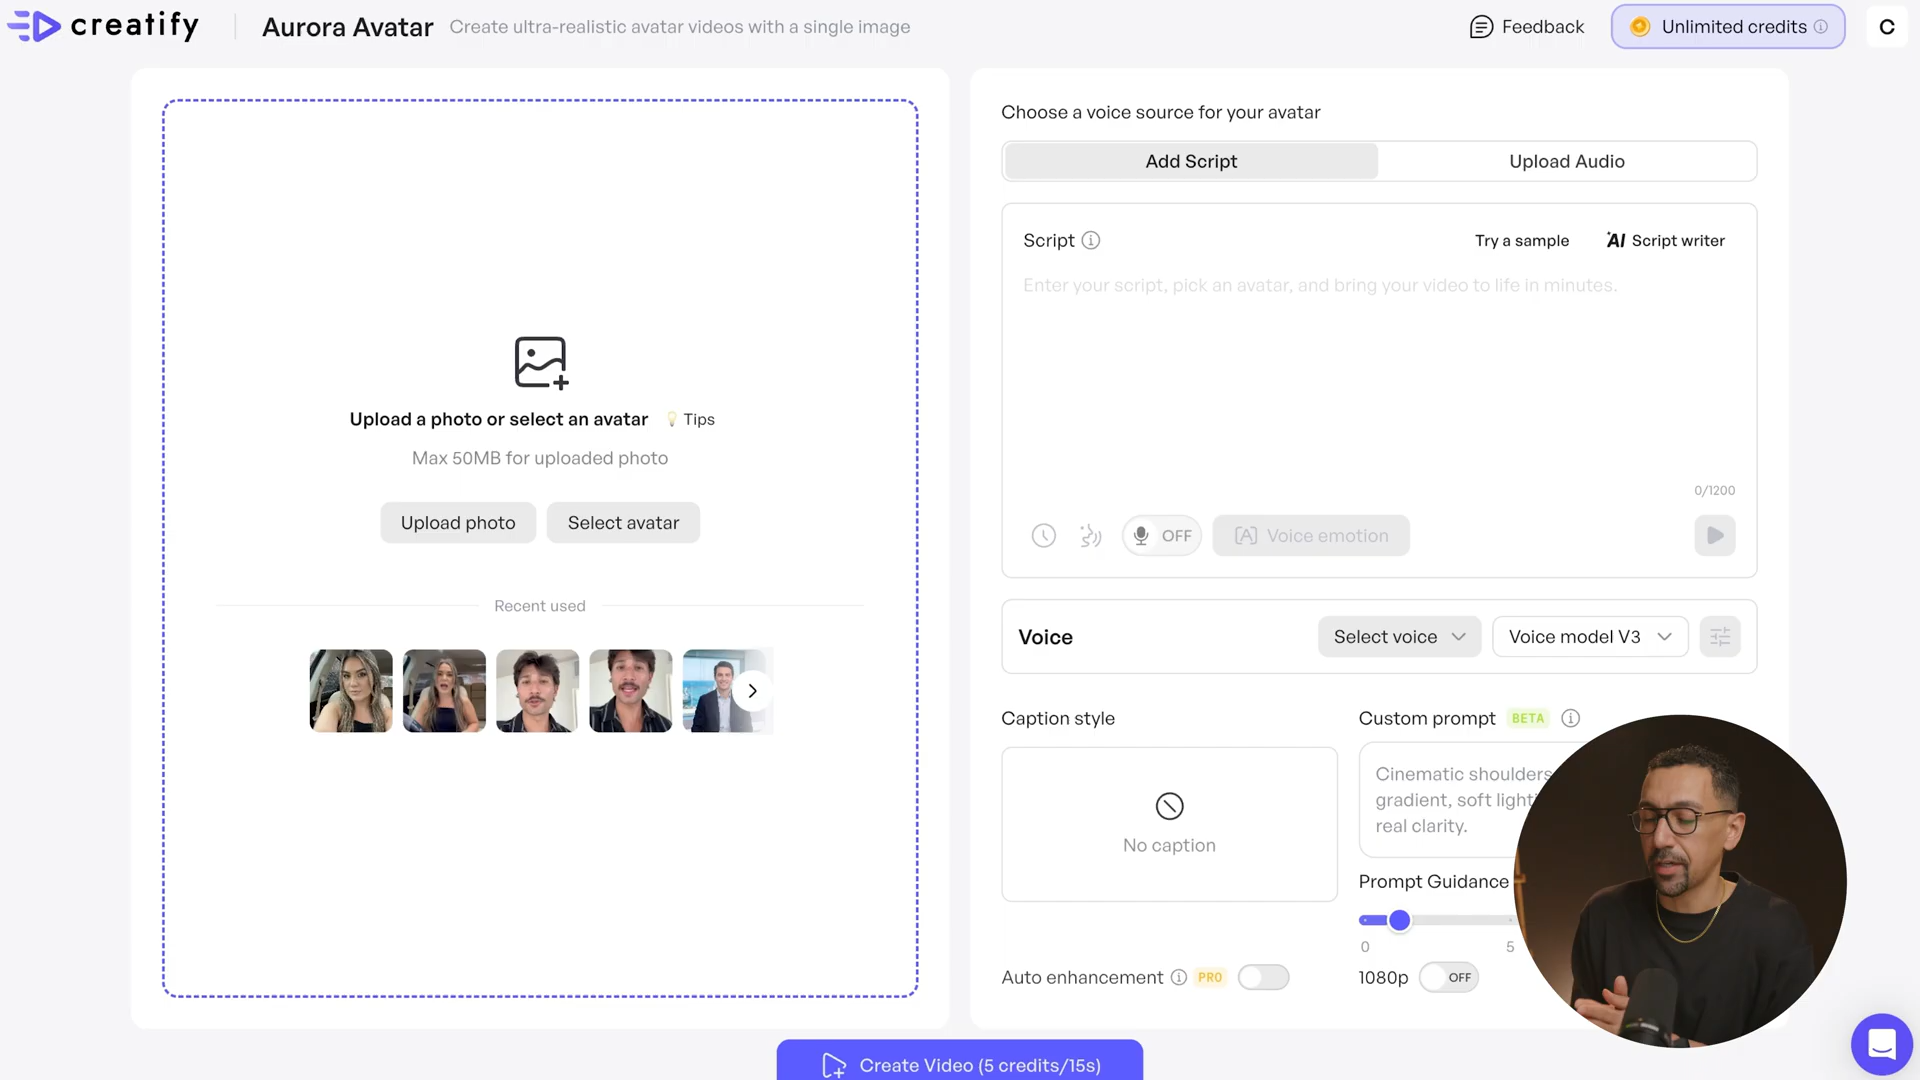 creatify
Aurora Avatar
Create ultra-realistic avatar videos with a single image
Feedback
Unlimited credits
C
Upload a photo or select an avatar
Tips
Max 50MB for uploaded photo
Upload photo
Select avatar
Recent used
Choose a voice source for your avatar
Add Script
Upload Audio
Script
Try a sample
AI Script writer
Enter your script, pick an avatar, and bring your video to life in minutes.
0/1200
OFF
[A] Voice emotion
Voice
Select voice
Voice model V3
Caption style
No caption
Custom prompt BETA
Cinematic shoulders
gradient, soft
real clarity.
Prompt Guidance
0
5
Auto enhancement PRO
1080p
OFF
Create Video (5 credits/15s)